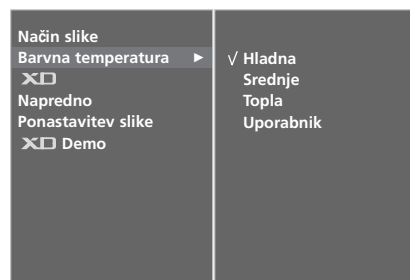 Način slike
Barvna temperatura ►
XD
Napredno
Ponastavitev slike
XD Demo
√ Hladna
Srednje
Topla
Uporabnik